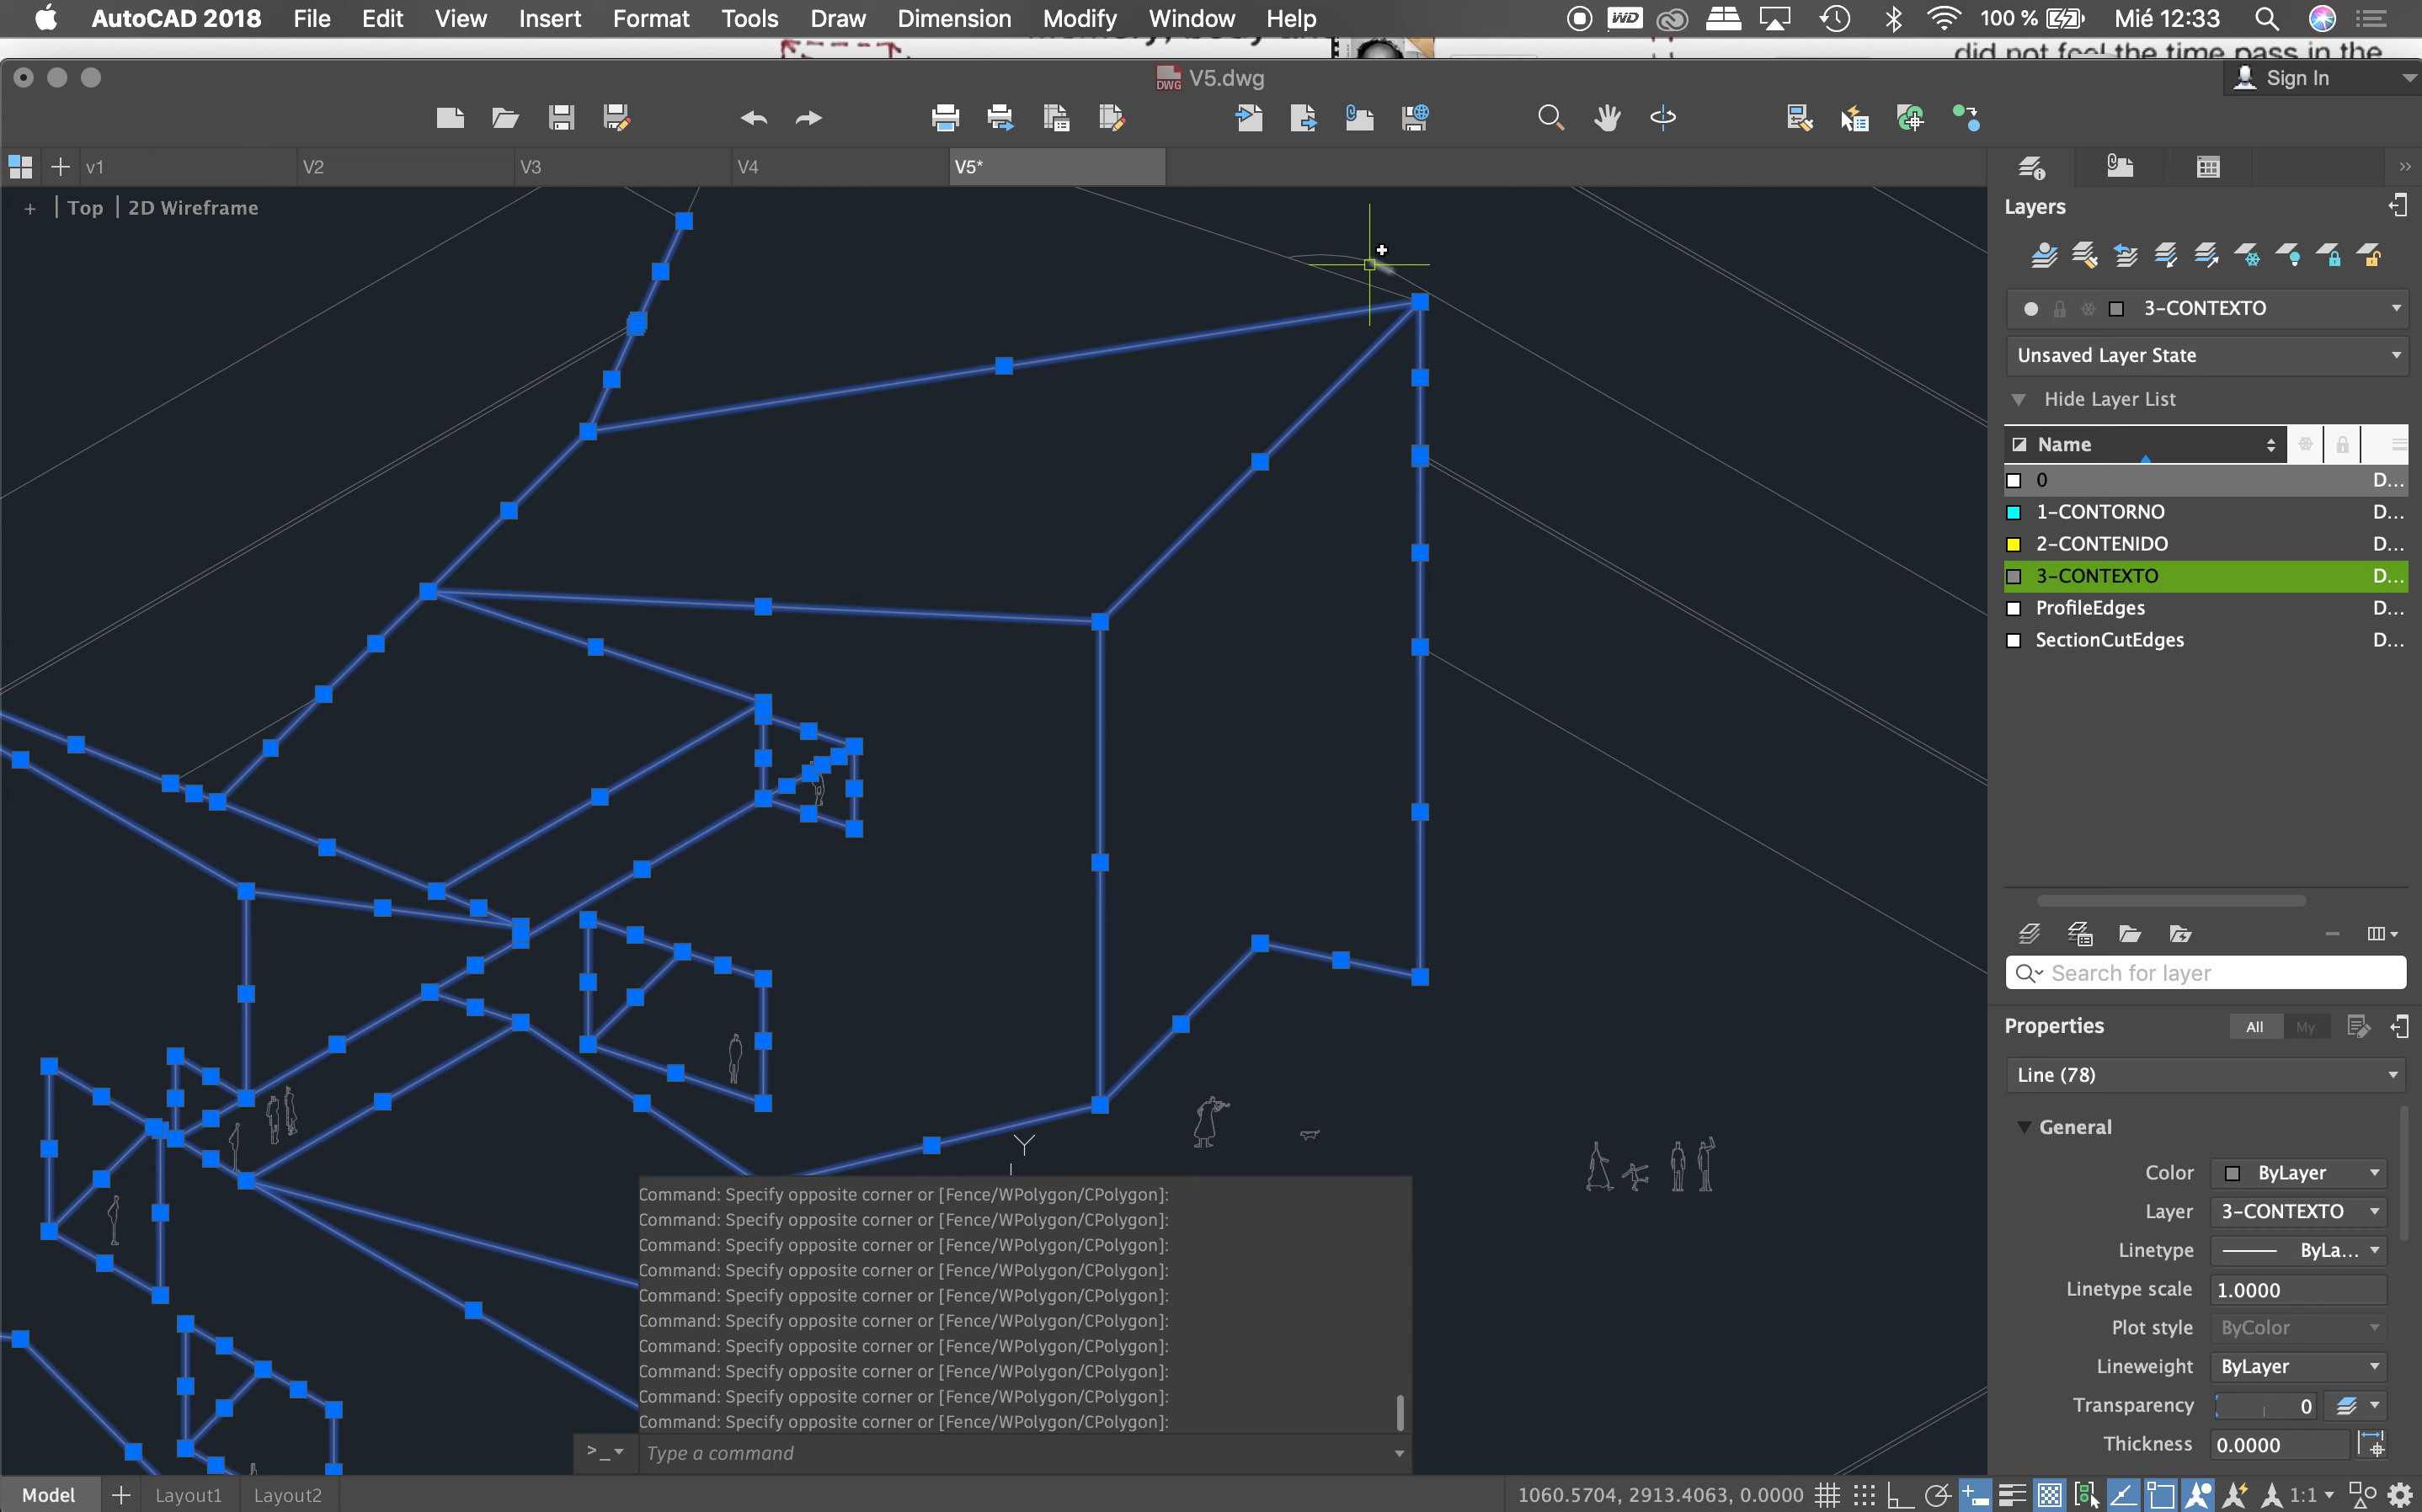 AutoCAD 2018 File Edit View Insert Format Tools Draw Dimension Modify Window Help 100 % Mié 12:33
did not feel the time pass in the
V5.dwg
Sign In
v1 V2 V3 V4 V5*
+ | Top | 2D Wireframe
Layers
3-CONTEXTO
Unsaved Layer State
Hide Layer List
Name
0 D...
1-CONTORNO D...
2-CONTENIDO D...
3-CONTEXTO D...
ProfileEdges D...
SectionCutEdges D...
Search for layer
Properties All My
Line (78)
General
Color ByLayer
Layer 3-CONTEXTO
Linetype ByLa...
Linetype scale 1.0000
Plot style ByColor
Lineweight ByLayer
Transparency 0
Thickness 0.0000
Y
Command: Specify opposite corner or [Fence/WPolygon/CPolygon]:
Command: Specify opposite corner or [Fence/WPolygon/CPolygon]:
Command: Specify opposite corner or [Fence/WPolygon/CPolygon]:
Command: Specify opposite corner or [Fence/WPolygon/CPolygon]:
Command: Specify opposite corner or [Fence/WPolygon/CPolygon]:
Command: Specify opposite corner or [Fence/WPolygon/CPolygon]:
Command: Specify opposite corner or [Fence/WPolygon/CPolygon]:
Command: Specify opposite corner or [Fence/WPolygon/CPolygon]:
Command: Specify opposite corner or [Fence/WPolygon/CPolygon]:
Command: Specify opposite corner or [Fence/WPolygon/CPolygon]:
>_ Type a command
Model + Layout1 Layout2 1060.5704, 2913.4063, 0.0000 1:1